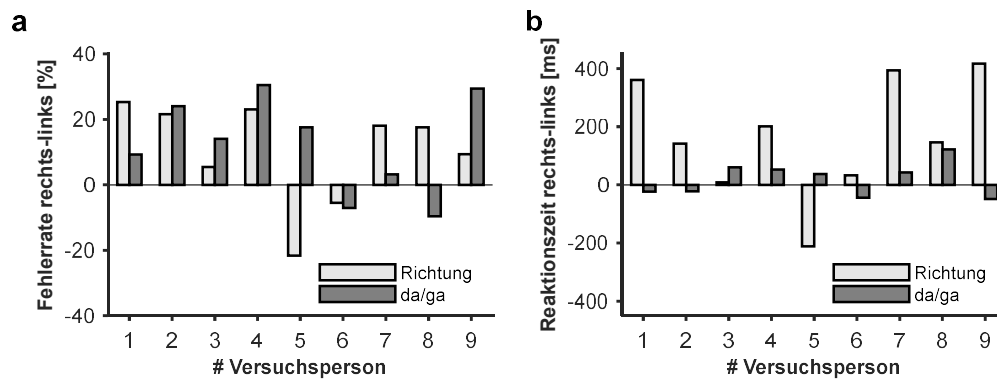 a
Fehlerrate rechts-links [%]
40
20
0
-20
-40
Richtung
da/ga
1 2 3 4 5 6 7 8 9
# Versuchsperson
b
Reaktionszeit rechts-links [ms]
400
200
0
-200
-400
Richtung
da/ga
1 2 3 4 5 6 7 8 9
# Versuchsperson